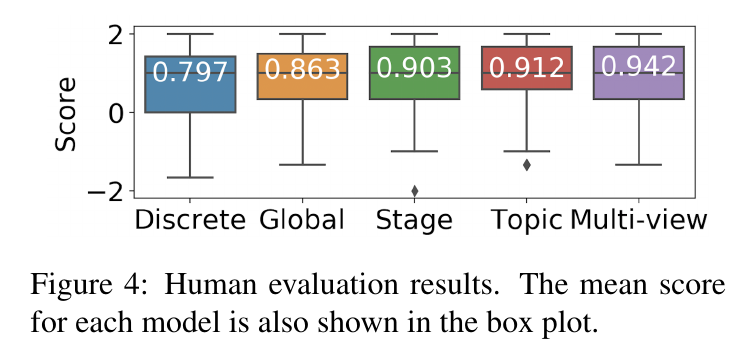 2
0.797 0.863 0.903 0.912 0.942
Score
0
−2
Discrete Global Stage Topic Multi-view
Figure 4: Human evaluation results. The mean score
for each model is also shown in the box plot.